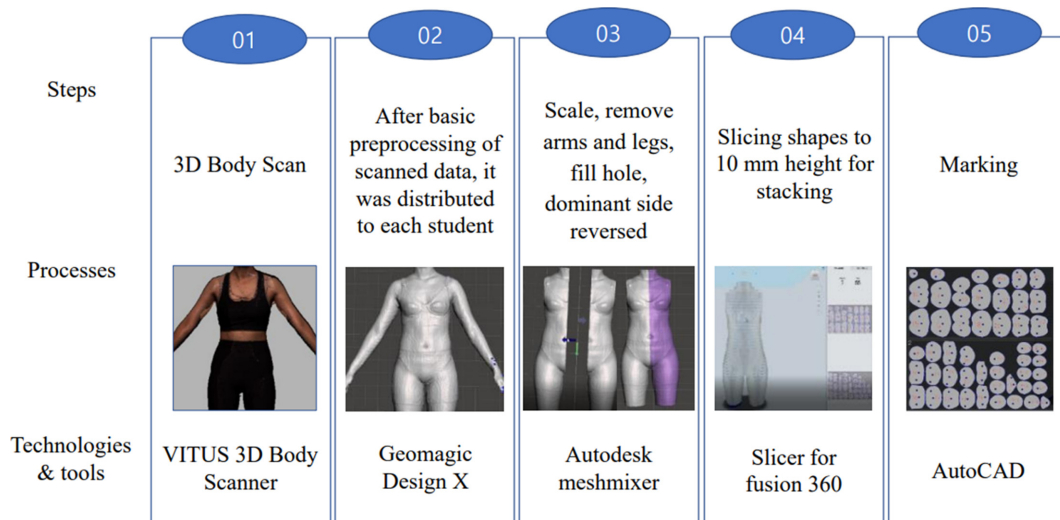 01
02
03
04
05
Steps
Processes
Technologies
& tools
3D Body Scan
After basic
preprocessing of
scanned data, it
was distributed
to each student
Scale, remove
arms and legs,
fill hole,
dominant side
reversed
Slicing shapes to
10 mm height for
stacking
Marking
VITUS 3D Body
Scanner
Geomagic
Design X
Autodesk
meshmixer
Slicer for
fusion 360
AutoCAD